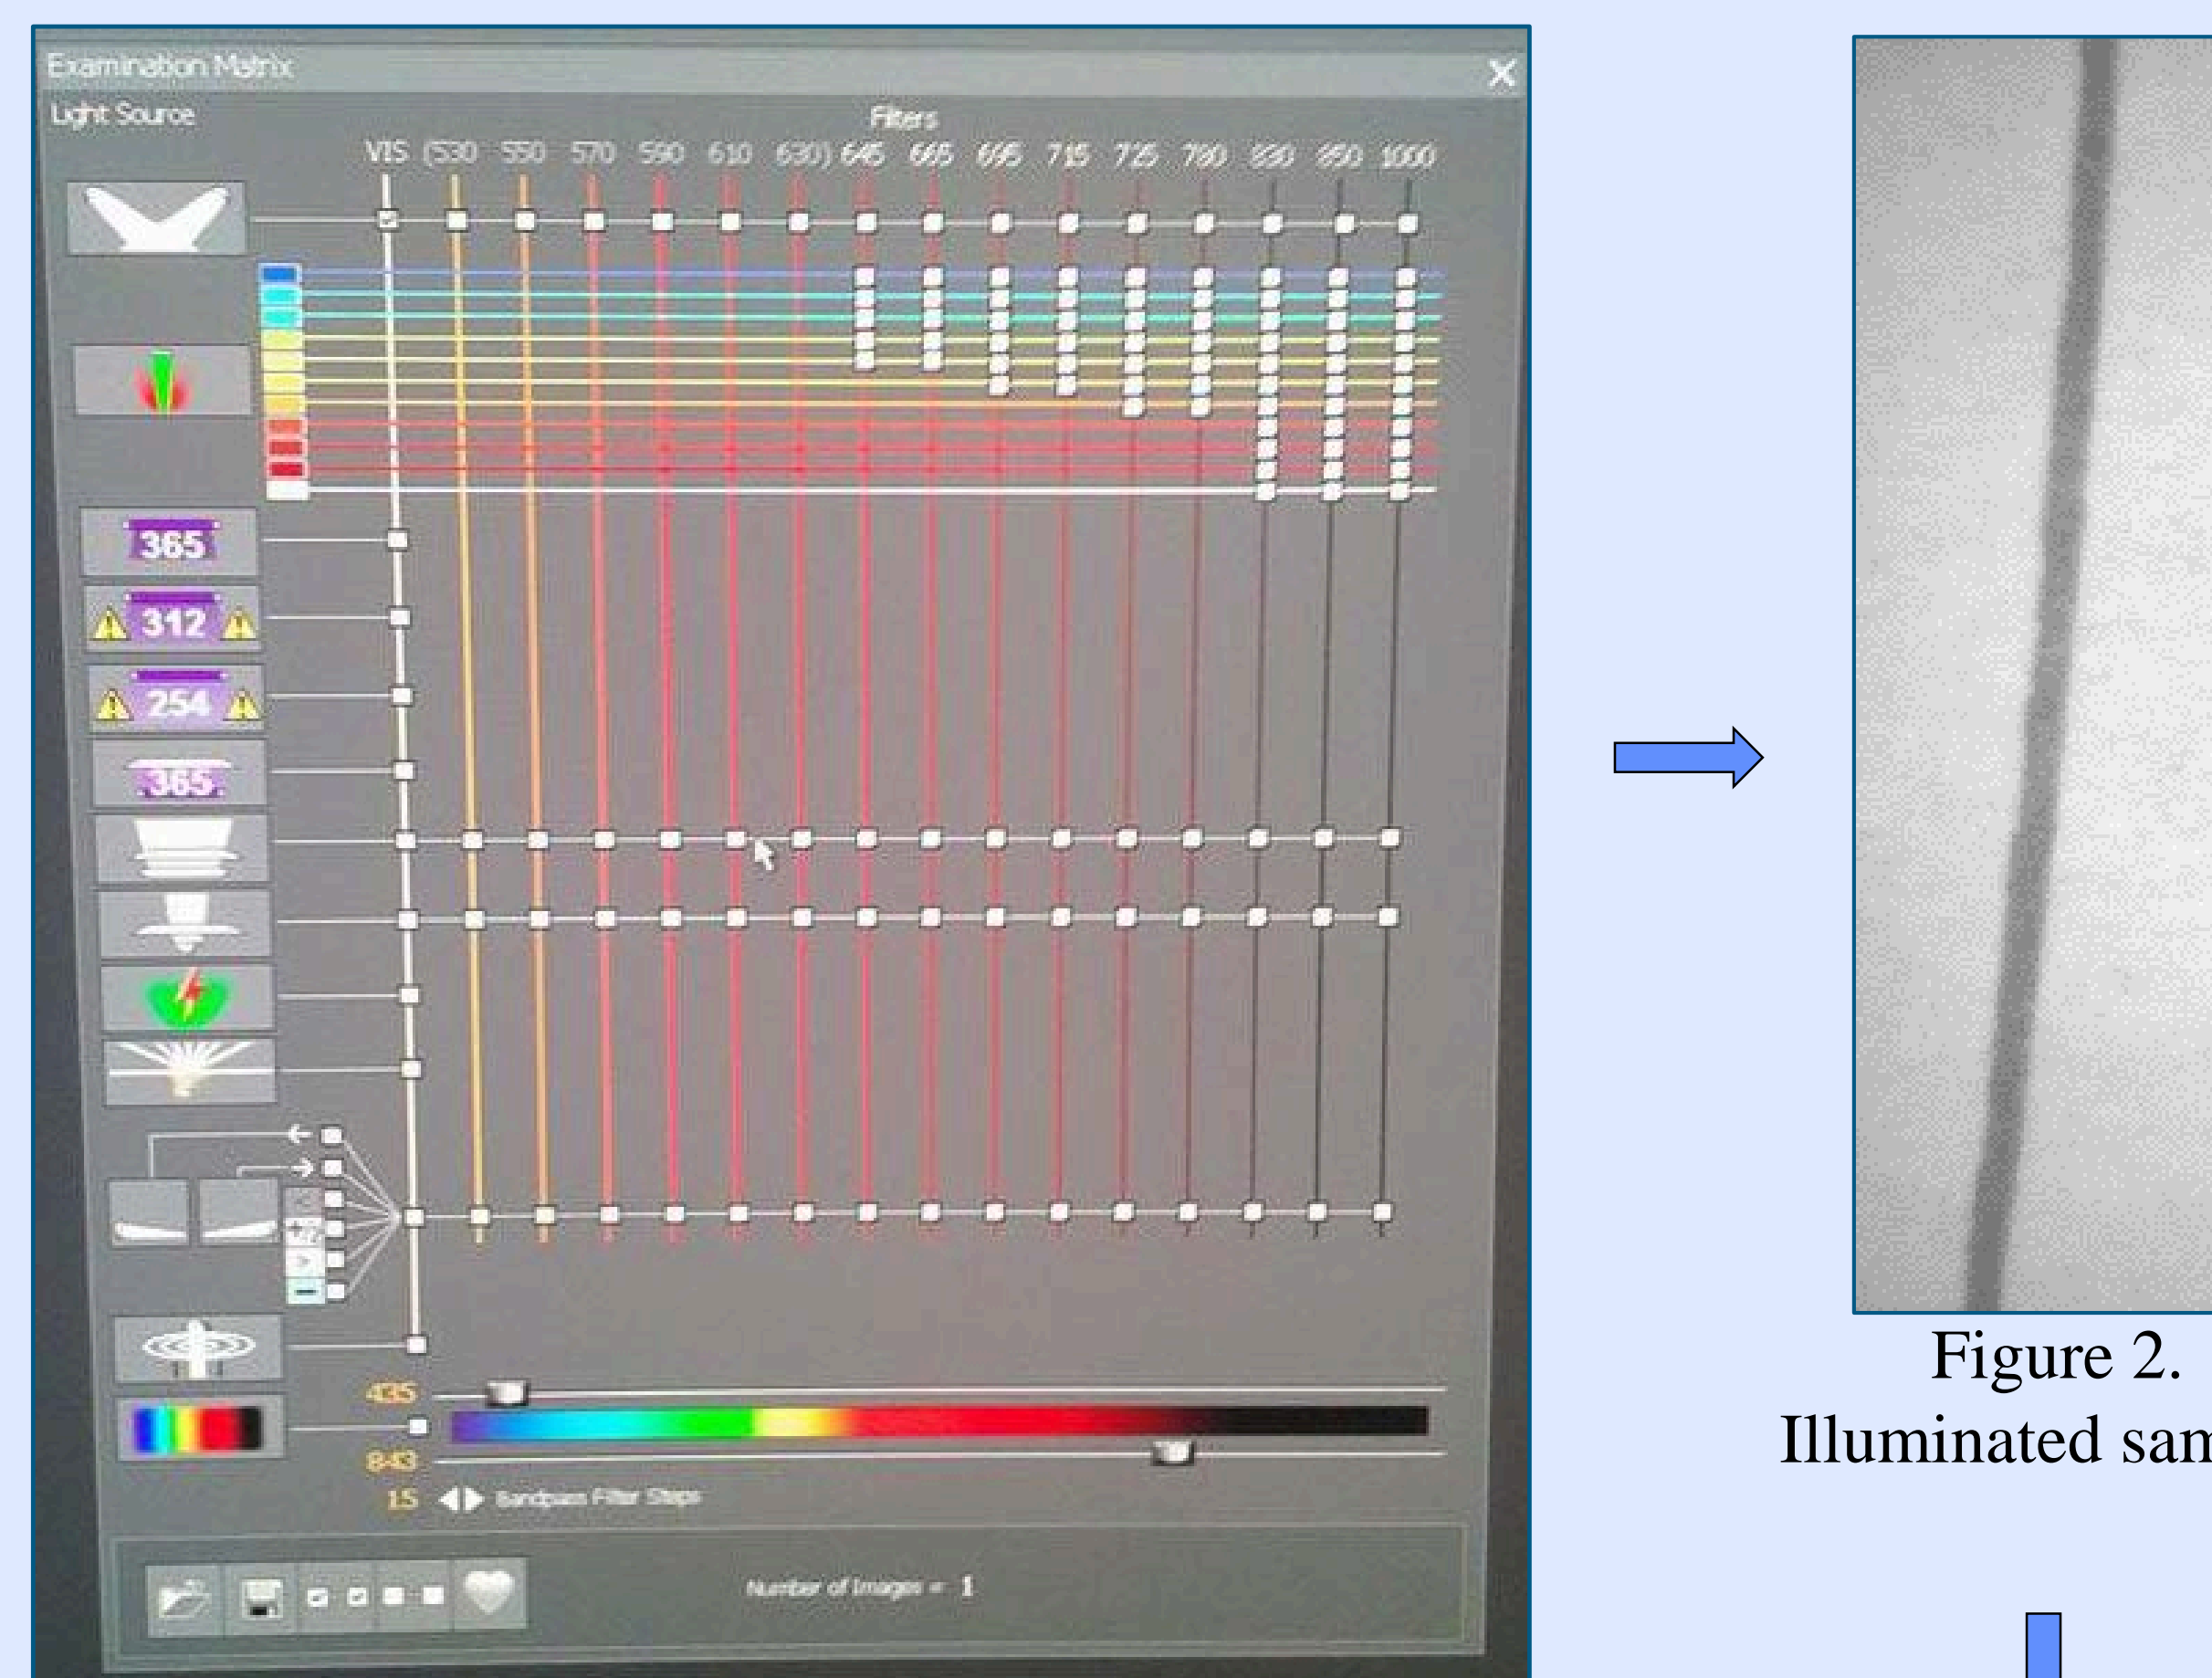 Examination Matrix
Light Source
Filters
VIS (530 550 570 590 610 630) 645 665 695 715 725 780 830 850 1000
365
312
254
365
435
843
15 Bandpass Filter Steps
Number of Images = 1
Figure 2.
Illuminated sam